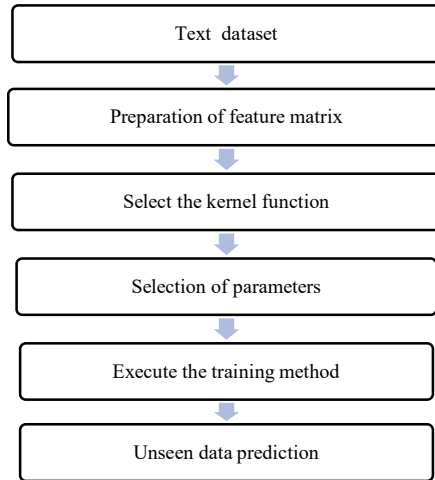 Text dataset
Preparation of feature matrix
Select the kernel function
Selection of parameters
Execute the training method
Unseen data prediction